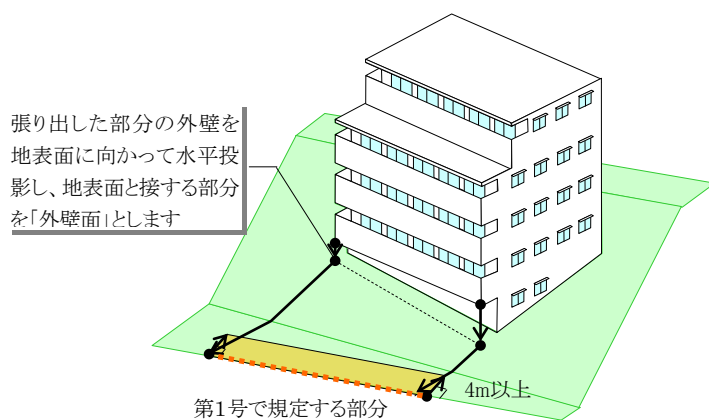 張り出した部分の外壁を
地表面に向かって水平投
影し、地表面と接する部分
を「外壁面」とします
4m以上
第1号で規定する部分